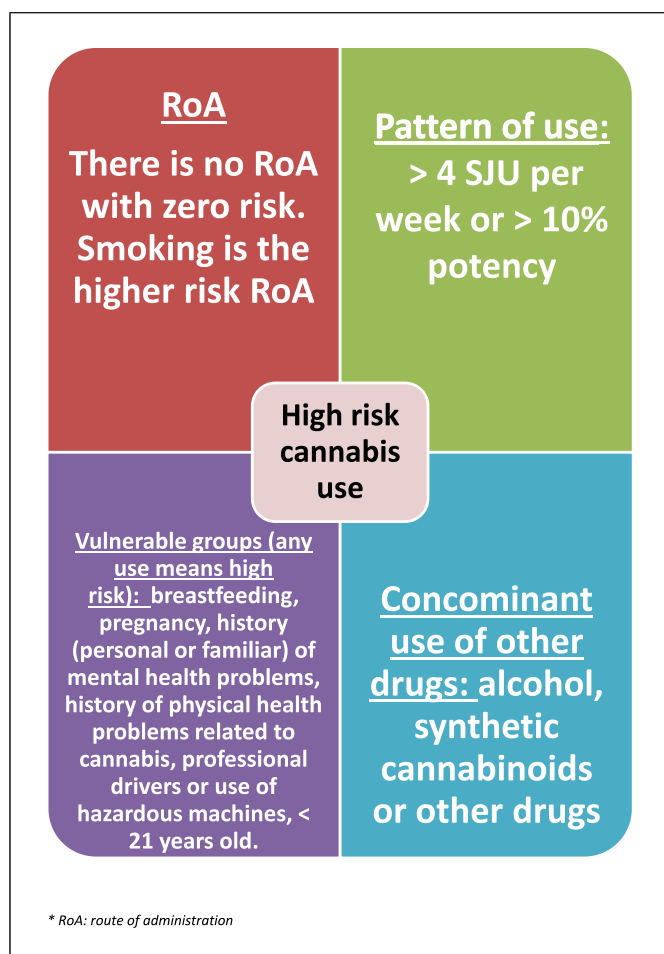 RoA
There is no RoA
with zero risk.
Smoking is the
higher risk RoA
Pattern of use:
> 4 SJU per
week or > 10%
potency
High risk
cannabis
use
Vulnerable groups (any
use means high
risk): breastfeeding,
pregnancy, history
(personal or familiar) of
mental health problems,
history of physical health
problems related to
cannabis, professional
drivers or use of
hazardous machines, <
21 years old.
Concominant
use of other
drugs: alcohol,
synthetic
cannabinoids
or other drugs
* RoA: route of administration